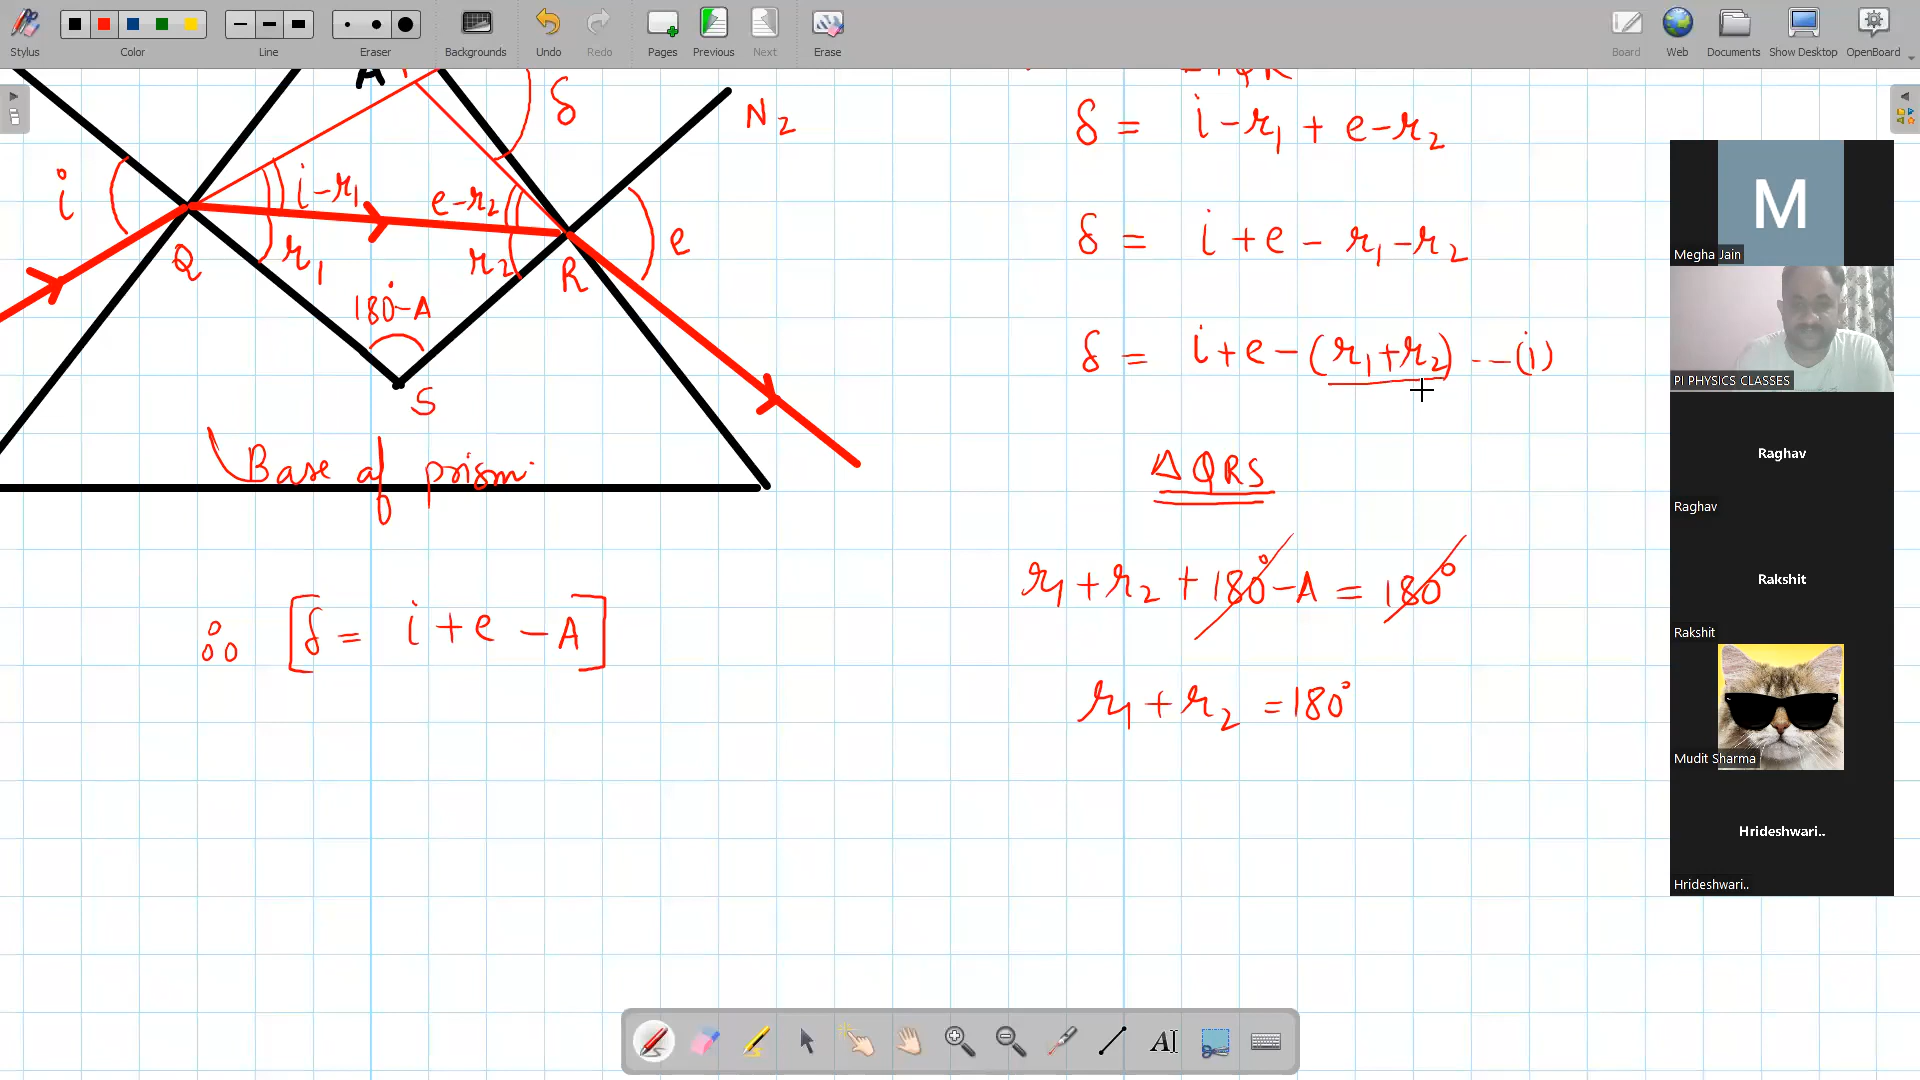 Stylus
Color
Line
Eraser
Backgrounds
Undo
Redo
Pages
Previous
Next
Erase
Board
Web
Documents
Show Desktop
OpenBoard
A
δ
N2
i
i-r1
e-r2
Q
r1
r2
R
e
180°-A
S
Base of prism
∴ [δ = i + e - A]
δ = i-r1 + e-r2
δ = i + e - r1 - r2
δ = i+e-(r1+r2) ---(i)
Δ QRS
r1 + r2 + 180° - A = 180°
r1 + r2 = 180°
M
Megha Jain
PI PHYSICS CLASSES
Raghav
Raghav
Rakshit
Rakshit
Mudit Sharma
Hrideshwari..
Hrideshwari..
AI